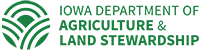 IOWA DEPARTMENT OF
AGRICULTURE &
LAND STEWARDSHIP